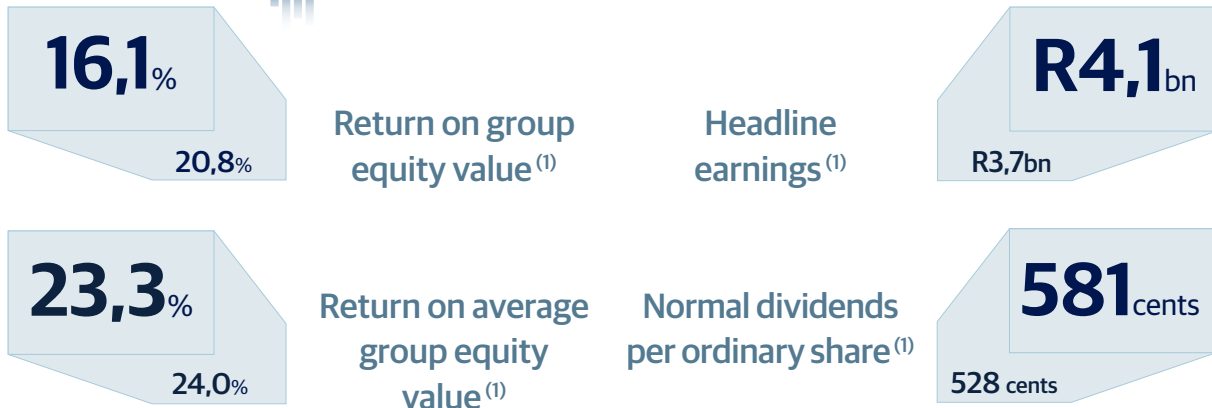 16,1%
20,8%
Return on group
equity value (1)
Headline
earnings (1)
R4,1bn
R3,7bn
23,3%
24,0%
Return on average
group equity
value (1)
Normal dividends
per ordinary share (1)
581cents
528 cents